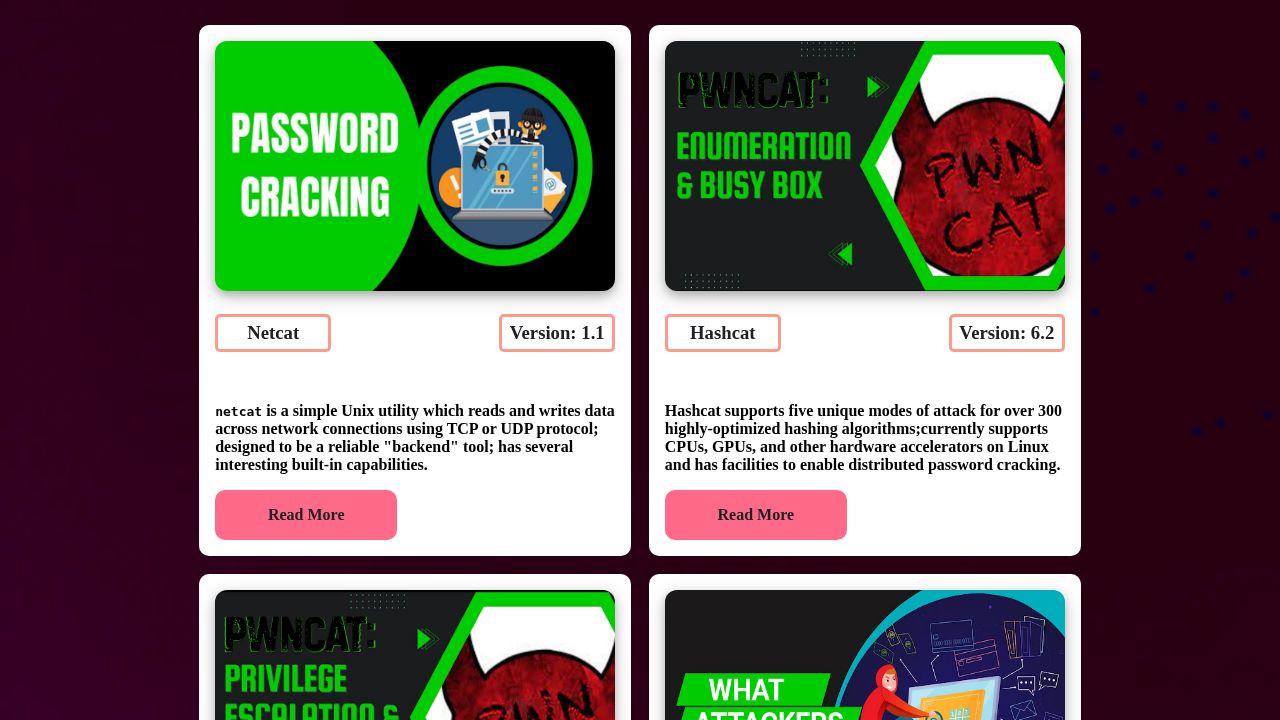 PASSWORD
CRACKING
Netcat
Version: 1.1
netcat is a simple Unix utility which reads and writes data
across network connections using TCP or UDP protocol;
designed to be a reliable "backend" tool; has several
interesting built-in capabilities.
Read More
PWNCAT:
ENUMERATION
& BUSY BOX
PWN
CAT
Hashcat
Version: 6.2
Hashcat supports five unique modes of attack for over 300
highly-optimized hashing algorithms;currently supports
CPUs, GPUs, and other hardware accelerators on Linux
and has facilities to enable distributed password cracking.
Read More
PWNCAT:
PRIVILEGE
ESCALATION &
PWN
WHAT
ATTACKERS